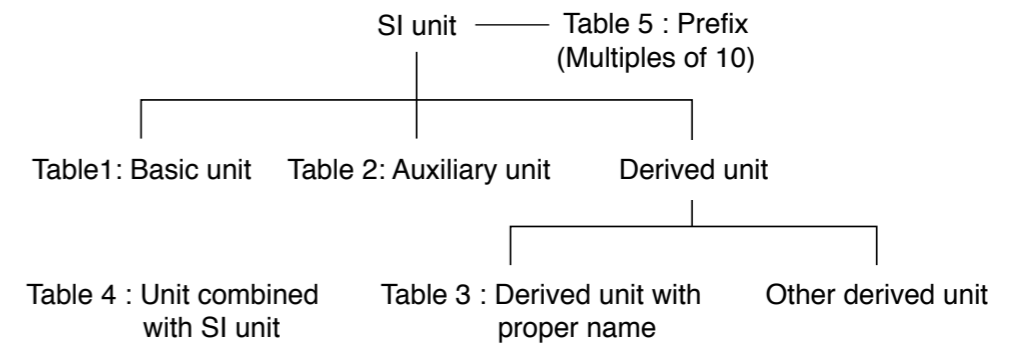 SI unit
Table 5 : Prefix
(Multiples of 10)
Table1: Basic unit
Table 2: Auxiliary unit
Derived unit
Table 4 : Unit combined
with SI unit
Table 3 : Derived unit with
proper name
Other derived unit